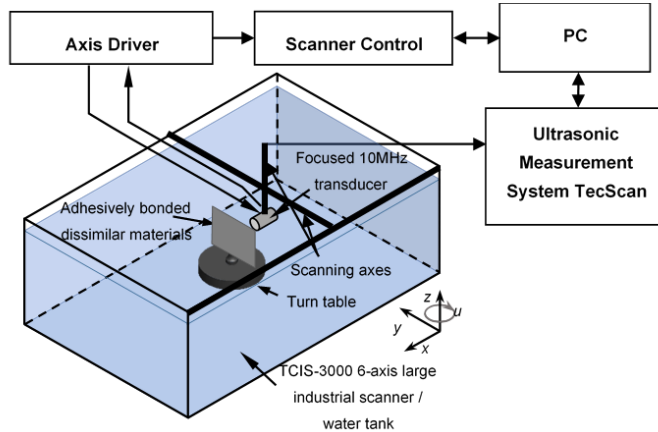 Axis Driver
Scanner Control
PC
Ultrasonic
Measurement
System TecScan
Focused 10MHz
transducer
Adhesively bonded
dissimilar materials
Scanning axes
Turn table
z
u
y
x
TCIS-3000 6-axis large
industrial scanner /
water tank